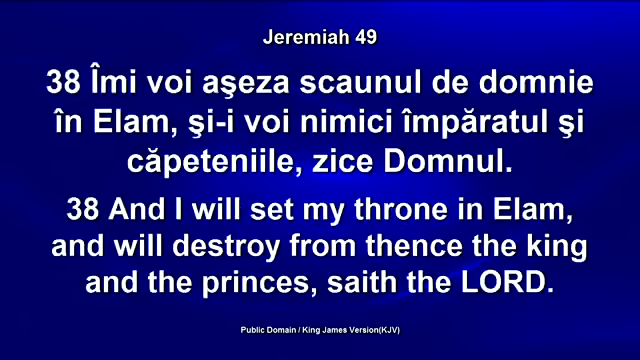 Jeremiah 49
38 Îmi voi aşeza scaunul de domnie
în Elam, şi-i voi nimici împăratul şi
căpeteniile, zice Domnul.
38 And I will set my throne in Elam,
and will destroy from thence the king
and the princes, saith the LORD.
Public Domain / King James Version(KJV)